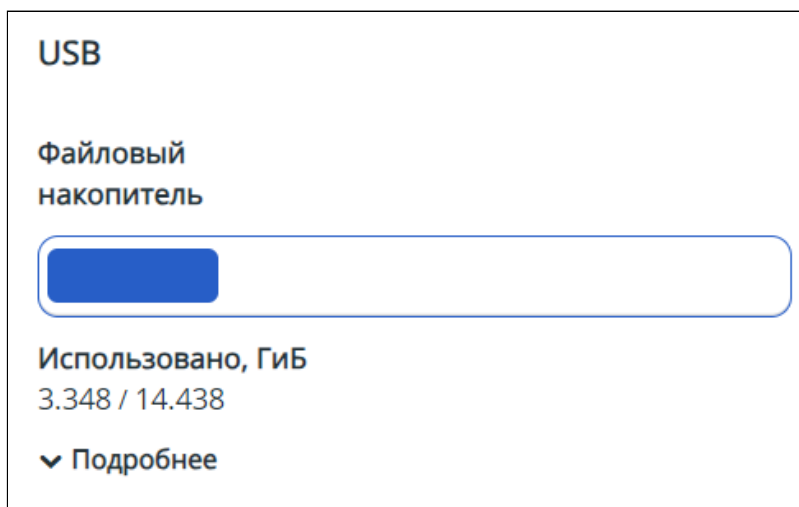 USB
Файловый
накопитель
Использовано, ГиБ
3.348 / 14.438
Подробнее